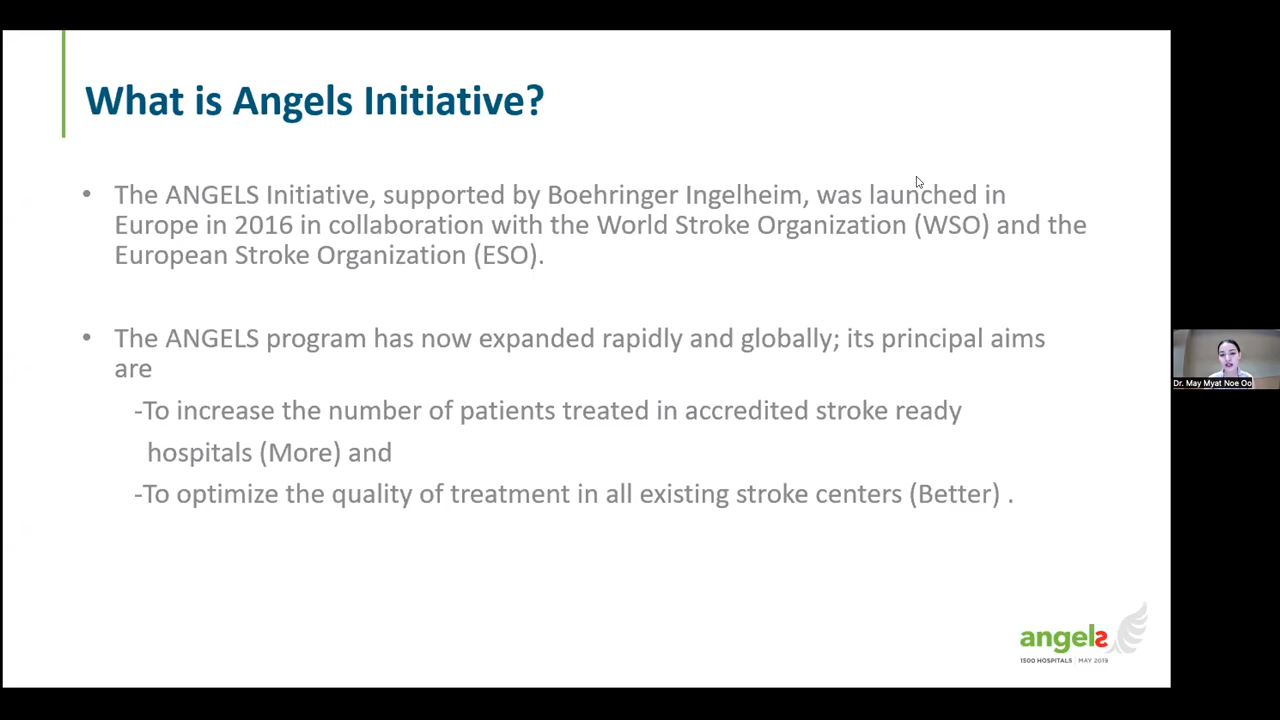 What is Angels Initiative?
• The ANGELS Initiative, supported by Boehringer Ingelheim, was launched in
Europe in 2016 in collaboration with the World Stroke Organization (WSO) and the
European Stroke Organization (ESO).
• The ANGELS program has now expanded rapidly and globally; its principal aims
are
-To increase the number of patients treated in accredited stroke ready
hospitals (More) and
-To optimize the quality of treatment in all existing stroke centers (Better) .
Dr. May Myat Noe Oo
angels
1500 HOSPITALS | MAY 2019